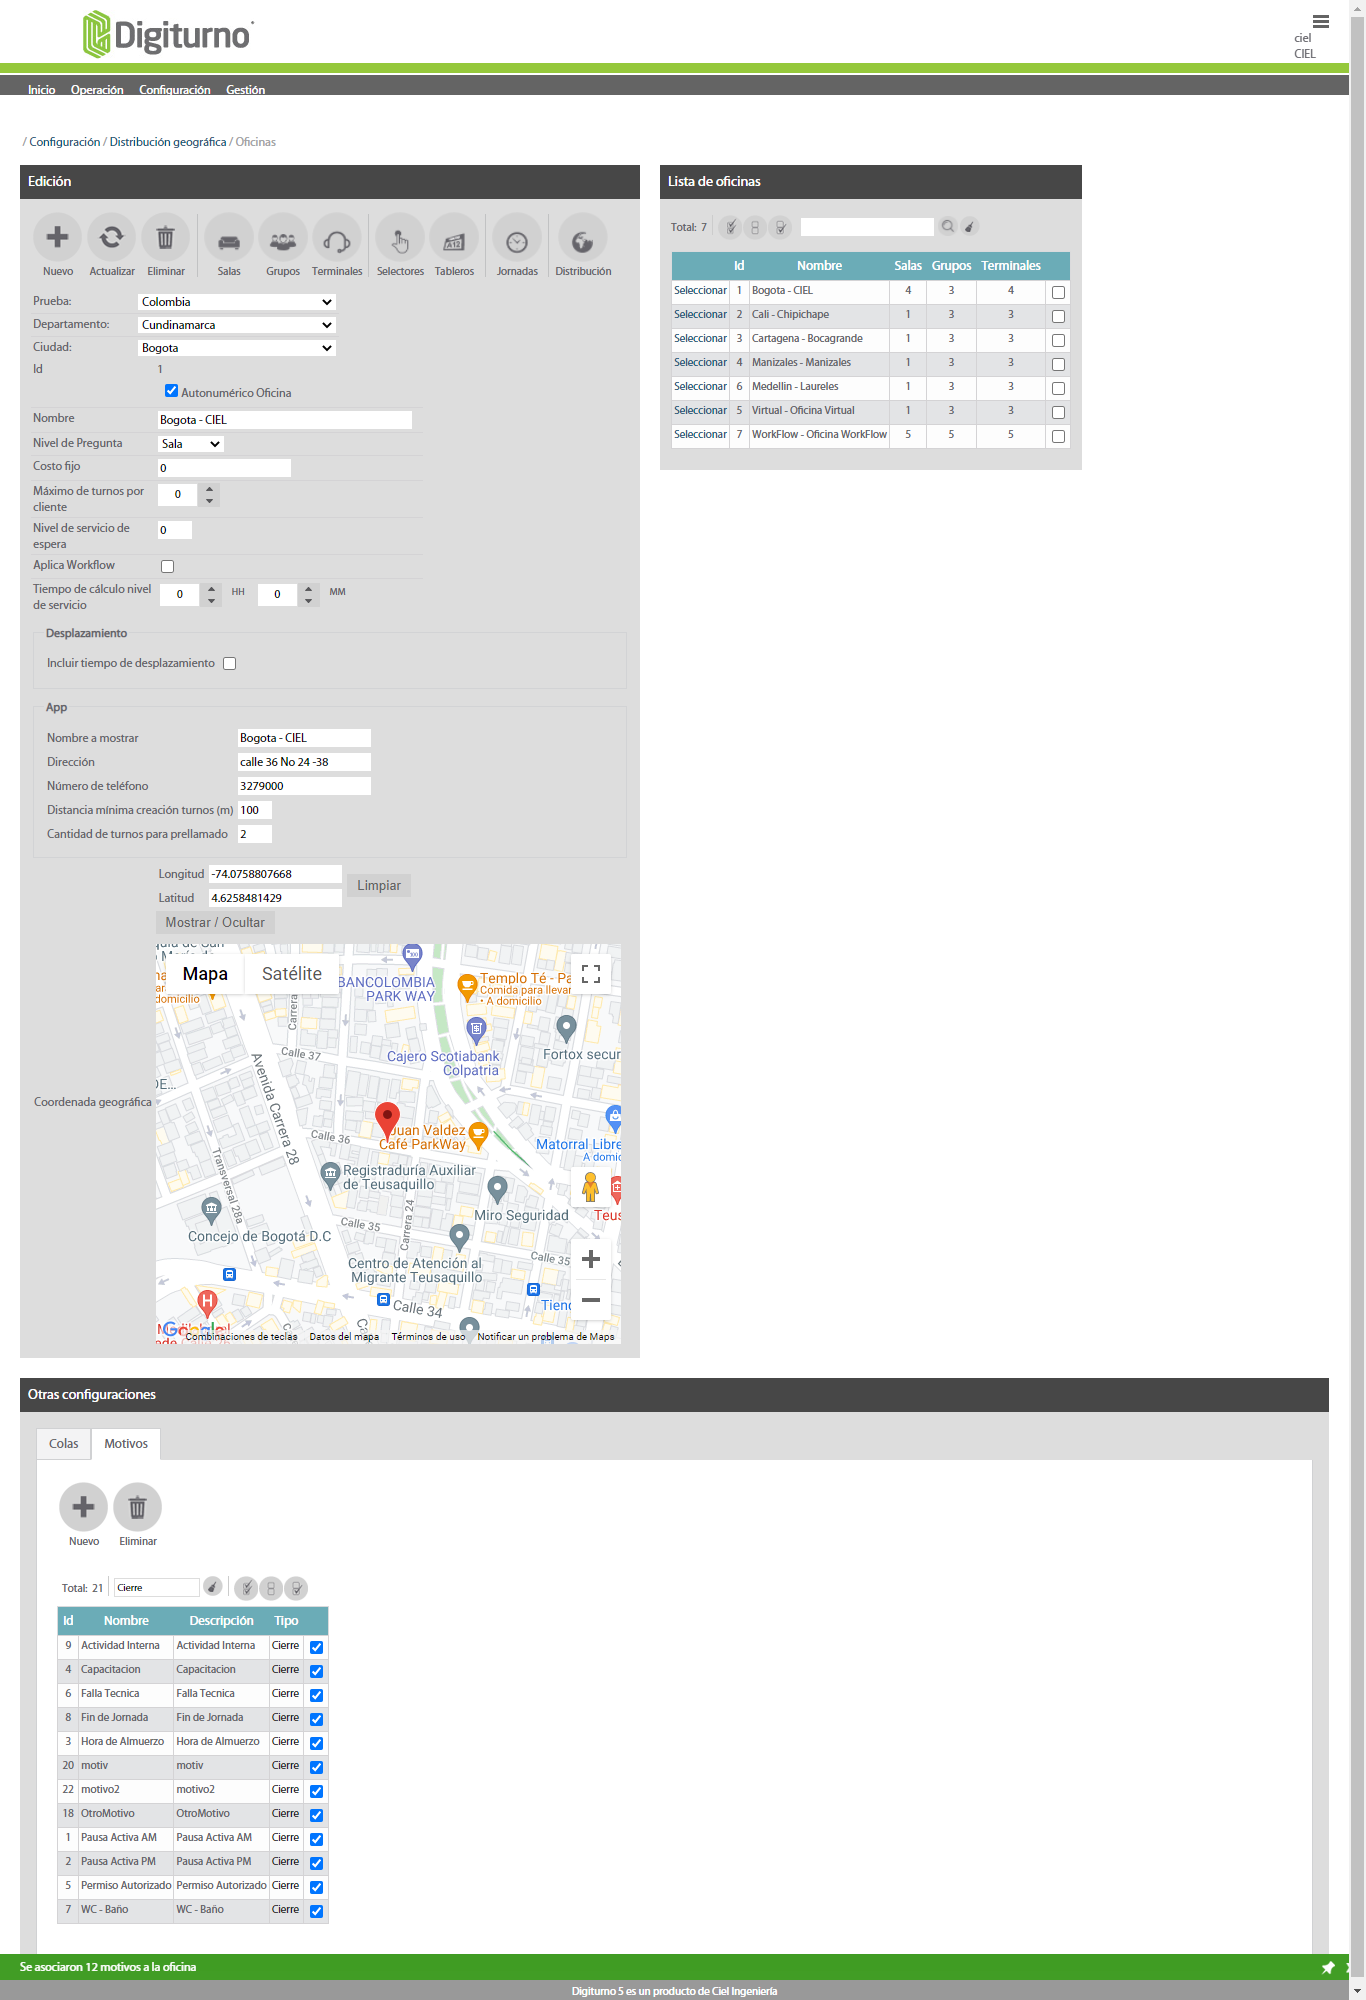 Digiturno
ciel
CIEL
Inicio Operación Configuración Gestión
/ Configuración / Distribución geográfica / Oficinas
Edición
Nuevo Actualizar Eliminar Salas Grupos Terminales Selectores Tableros Jornadas Distribución
A12
Prueba: Colombia
Departamento: Cundinamarca
Ciudad: Bogota
Id 1
Autonumérico Oficina
Nombre Bogota - CIEL
Nivel de Pregunta Sala
Costo fijo 0
Máximo de turnos por
cliente 0
Nivel de servicio de
espera 0
Aplica Workflow
Tiempo de cálculo nivel
de servicio 0 HH 0 MM
Desplazamiento
Incluir tiempo de desplazamiento
App
Nombre a mostrar Bogota - CIEL
Dirección calle 36 No 24 -38
Número de teléfono 3279000
Distancia mínima creación turnos (m) 100
Cantidad de turnos para prellamado 2
Longitud -74.0758807668
Latitud 4.6258481429
Limpiar
Mostrar / Ocultar
Coordenada geográfica
Mapa Satélite
BANCOLOMBIA
PARK WAY
Templo Té - Pa
Comida para llevar
• A domicilio
domicilio
Carrera
Calle 37
Cajero Scotiabank
Colpatria
Fortox secur
DE...
Avenida Carrera 28
Juan Valdez
Café ParkWay
Calle 36
Matorral Libre
A domic
Registraduría Auxiliar
de Teusaquillo
Transversal 28a
Miro Seguridad
Teus
Concejo de Bogotá D.C
Calle 35
Carrera 24
Calle 35
Centro de Atención al
Migrante Teusaquillo
Calle 34
Tienc
Google
Combinaciones de teclas Datos del mapa Términos de uso Notificar un problema de Maps
Lista de oficinas
Total: 7
Id Nombre Salas Grupos Terminales
Seleccionar 1 Bogota - CIEL 4 3 4
Seleccionar 2 Cali - Chipichape 1 3 3
Seleccionar 3 Cartagena - Bocagrande 1 3 3
Seleccionar 4 Manizales - Manizales 1 3 3
Seleccionar 6 Medellin - Laureles 1 3 3
Seleccionar 5 Virtual - Oficina Virtual 1 3 3
Seleccionar 7 WorkFlow - Oficina WorkFlow 5 5 5
Otras configuraciones
Colas Motivos
Nuevo Eliminar
Total: 21 Cierre
Id Nombre Descripción Tipo
9 Actividad Interna Actividad Interna Cierre
4 Capacitacion Capacitacion Cierre
6 Falla Tecnica Falla Tecnica Cierre
8 Fin de Jornada Fin de Jornada Cierre
3 Hora de Almuerzo Hora de Almuerzo Cierre
20 motiv motiv Cierre
22 motivo2 motivo2 Cierre
18 OtroMotivo OtroMotivo Cierre
1 Pausa Activa AM Pausa Activa AM Cierre
2 Pausa Activa PM Pausa Activa PM Cierre
5 Permiso Autorizado Permiso Autorizado Cierre
7 WC - Baño WC - Baño Cierre
Se asociaron 12 motivos a la oficina
Digiturno 5 es un producto de Ciel Ingeniería